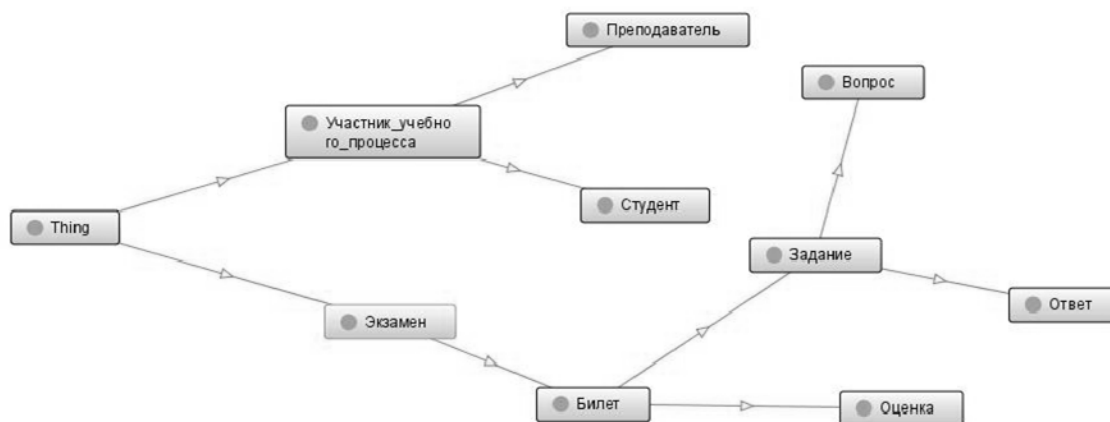 Преподаватель
Вопрос
Участник_учебно
го_процесса
Студент
Thing
Задание
Ответ
Экзамен
Билет
Оценка